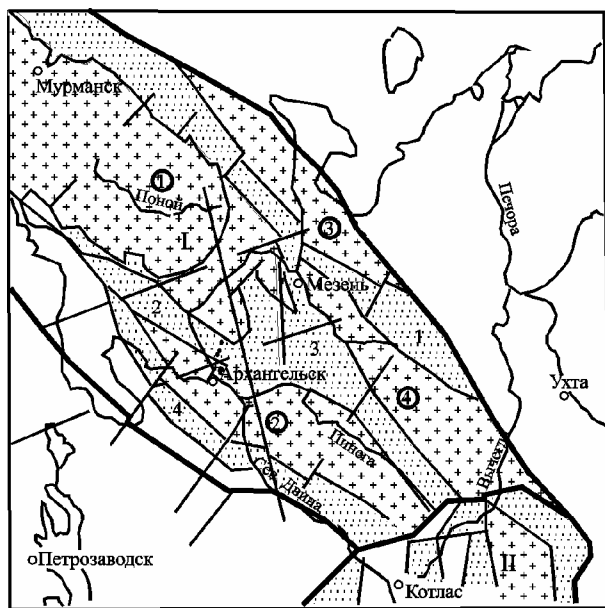 Мурманск
1
Поной
I
3
Печора
Мезень
2
1
3
Архангельск
4
Ухта
4
2
Пинега
Вычегда
Сев. Двина
II
Петрозаводск
Котлас